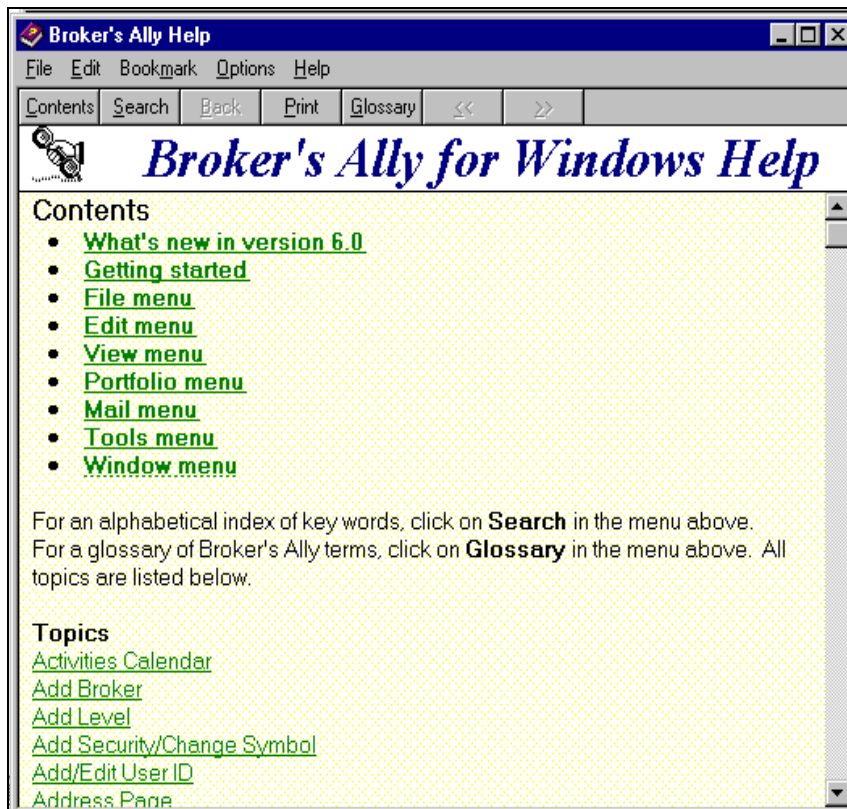 Broker's Ally Help
File Edit Bookmark Options Help
Contents Search Back Print Glossary << >>
Broker's Ally for Windows Help
Contents
• What's new in version 6.0
• Getting started
• File menu
• Edit menu
• View menu
• Portfolio menu
• Mail menu
• Tools menu
• Window menu
For an alphabetical index of key words, click on Search in the menu above.
For a glossary of Broker's Ally terms, click on Glossary in the menu above. All
topics are listed below.
Topics
Activities Calendar
Add Broker
Add Level
Add Security/Change Symbol
Add/Edit User ID
Address Page